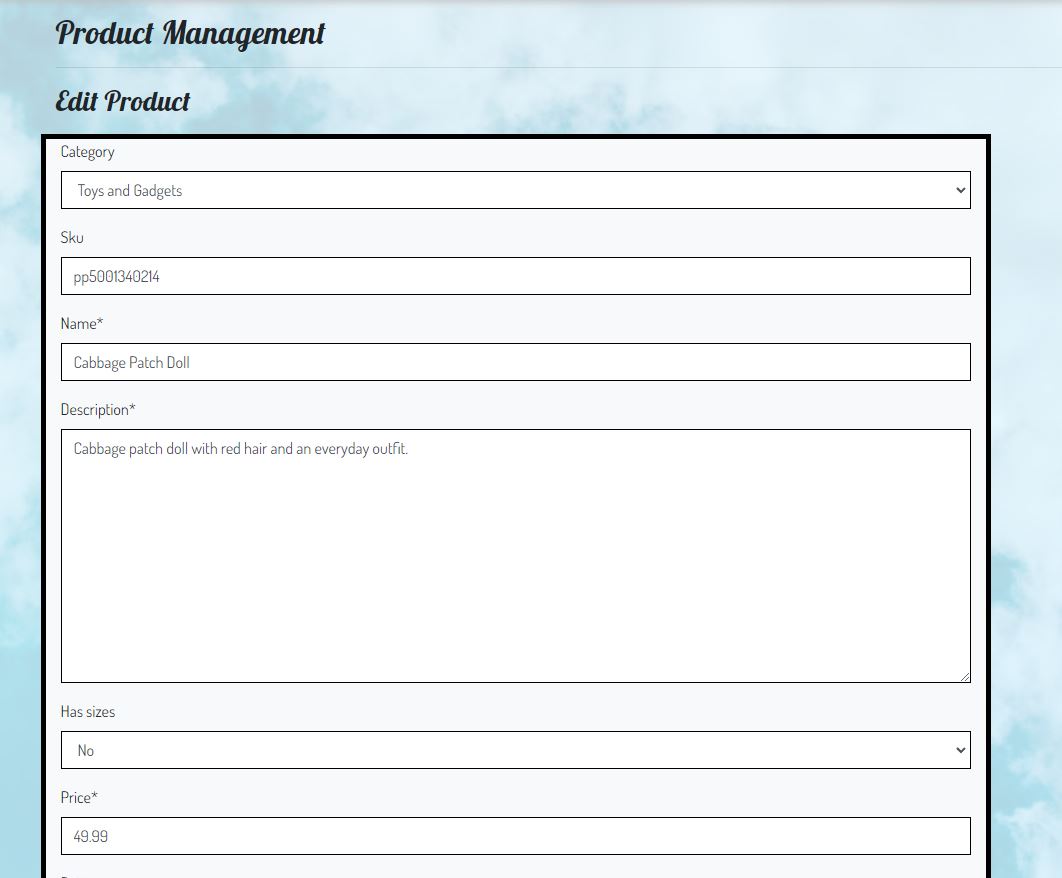 Product Management
Edit Product
Category
Toys and Gadgets
Sku
pp5001340214
Name*
Cabbage Patch Doll
Description*
Cabbage patch doll with red hair and an everyday outfit.
Has sizes
No
Price*
49.99